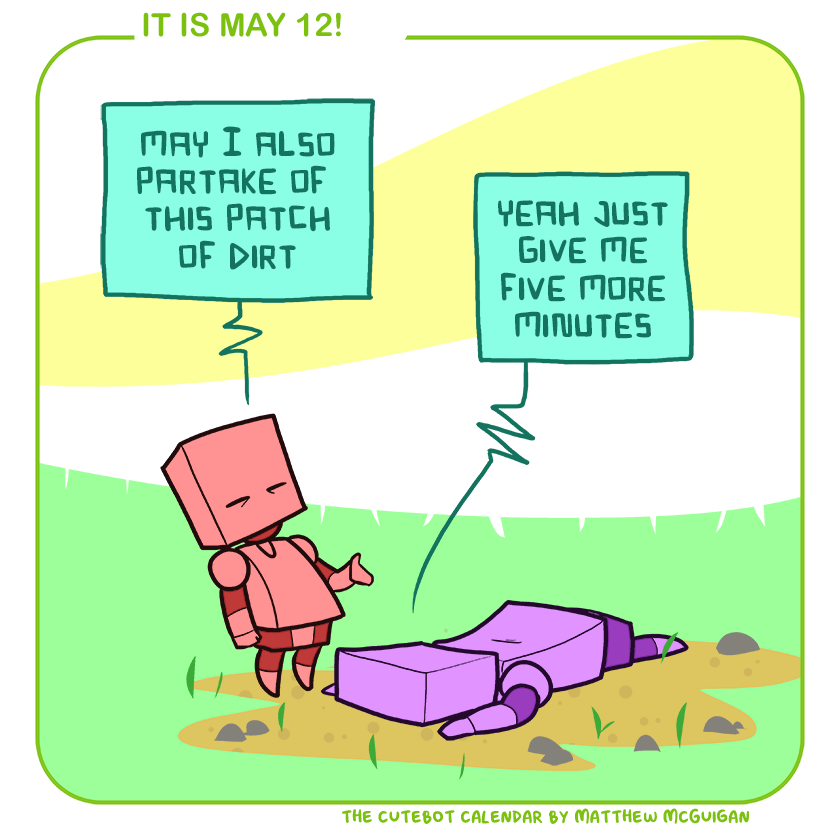 IT IS MAY 12!
MAY I ALSO
PARTAKE OF
THIS PATCH
OF DIRT
YEAH JUST
GIVE ME
FIVE MORE
MINUTES
THE CUTEBOT CALENDAR BY MATTHEW MCGUIGAN